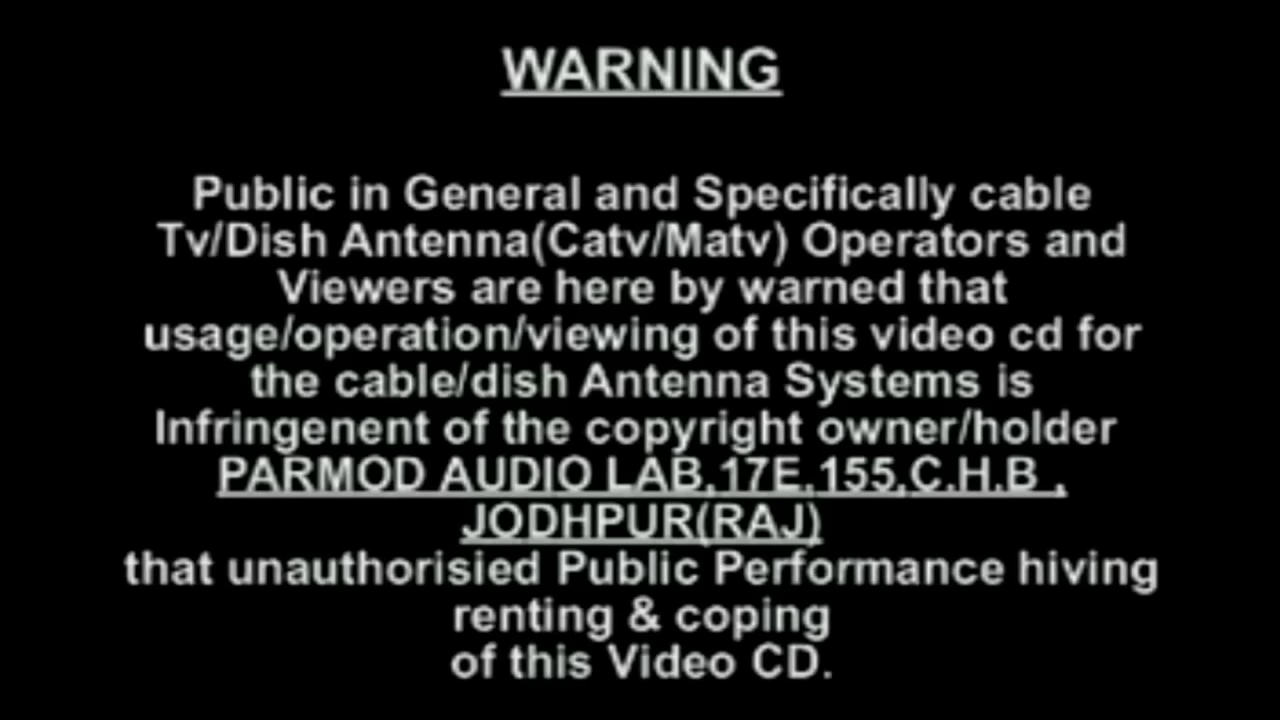 WARNING
Public in General and Specifically cable
Tv/Dish Antenna(Catv/Matv) Operators and
Viewers are here by warned that
usage/operation/viewing of this video cd for
the cable/dish Antenna Systems is
Infringenent of the copyright owner/holder
PARMOD AUDIO LAB,17E,155,C.H.B ,
JODHPUR(RAJ)
that unauthorisied Public Performance hiving
renting & coping
of this Video CD.